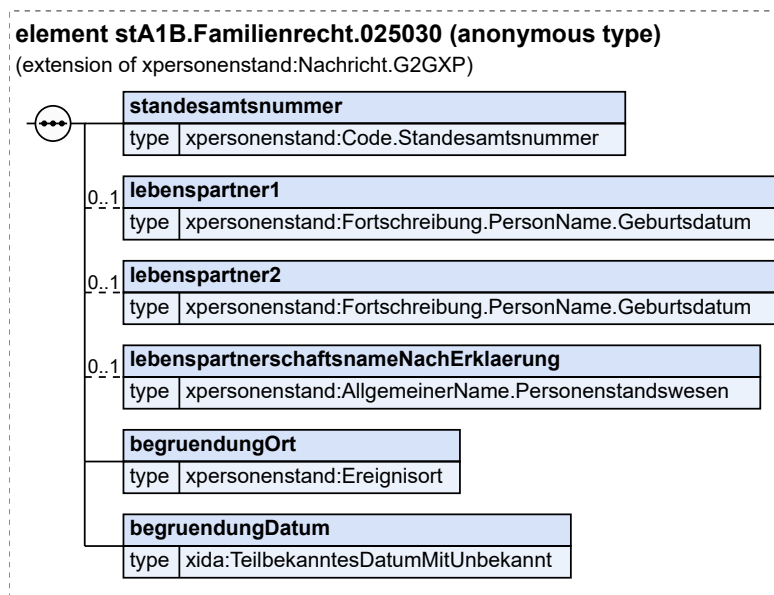 element stA1B.Familienrecht.025030 (anonymous type)
(extension of xpersonenstand:Nachricht.G2GXP)
standesamtsnummer
type xpersonenstand:Code.Standesamtsnummer
0..1 lebenspartner1
type xpersonenstand:Fortschreibung.PersonName.Geburtsdatum
0..1 lebenspartner2
type xpersonenstand:Fortschreibung.PersonName.Geburtsdatum
0..1 lebenspartnerschaftsnameNachErklaerung
type xpersonenstand:AllgemeinerName.Personenstandswesen
begruendungOrt
type xpersonenstand:Ereignisort
begruendungDatum
type xida:TeilbekanntesDatumMitUnbekannt